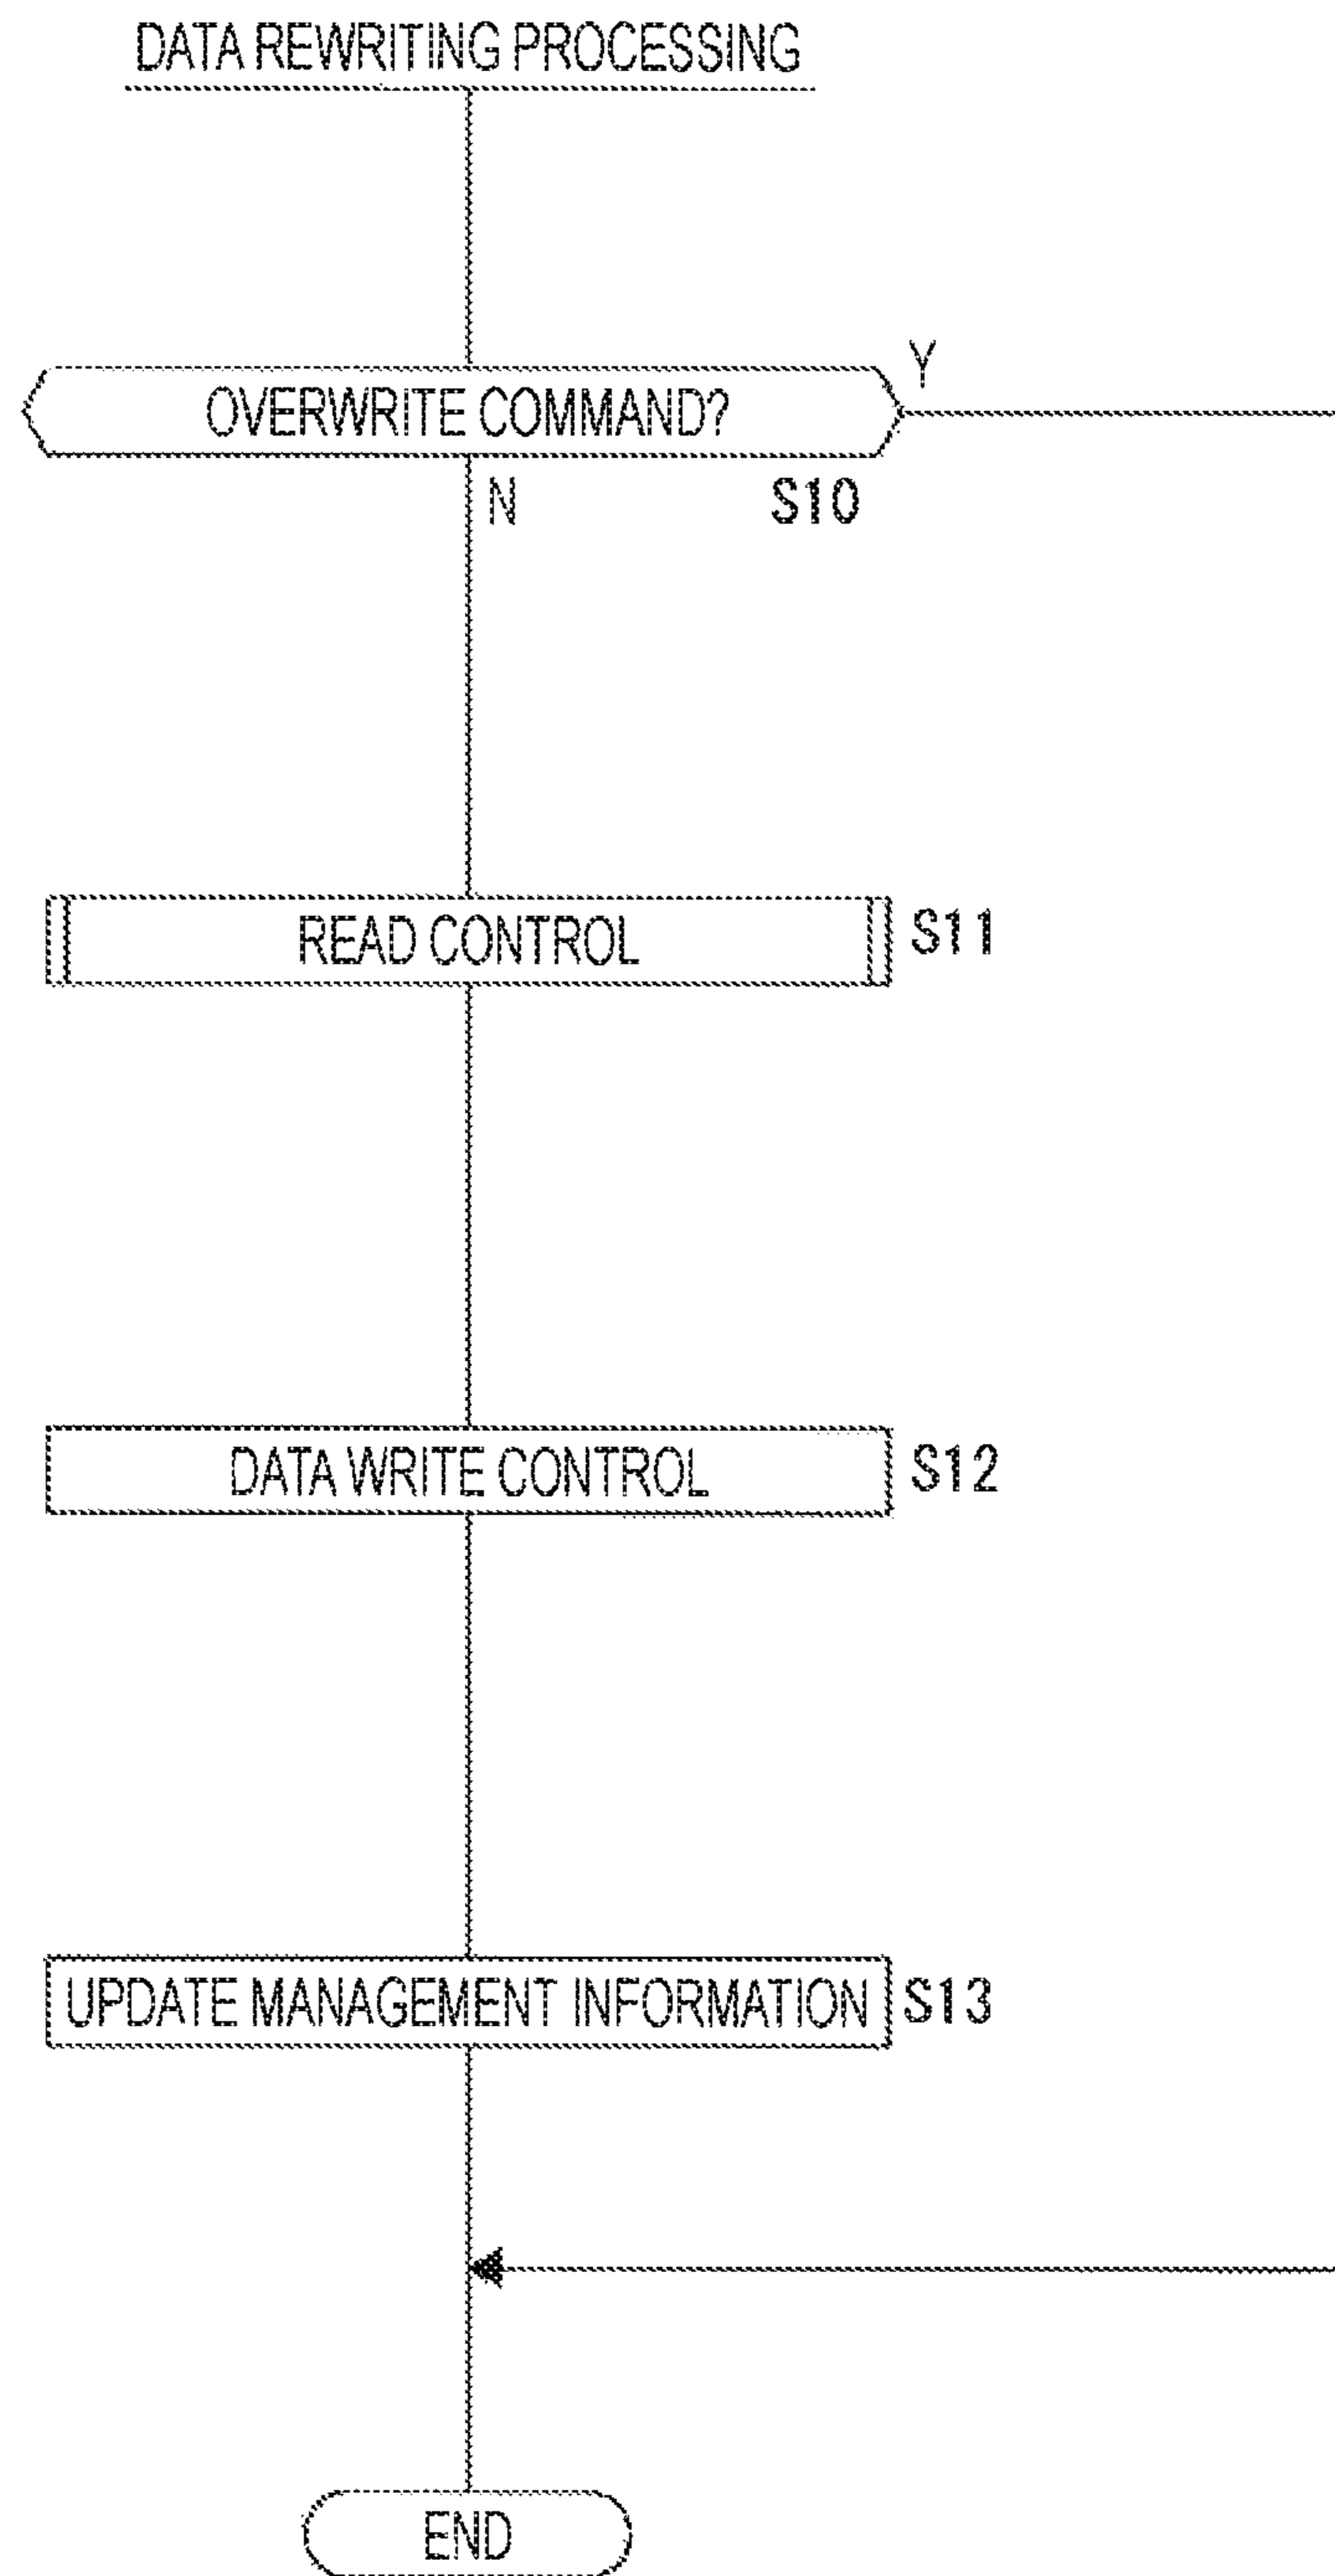 DATA REWRITING PROCESSING
OVERWRITE COMMAND?
Y
N
S10
READ CONTROL
S11
DATA WRITE CONTROL
S12
UPDATE MANAGEMENT INFORMATION
S13
END